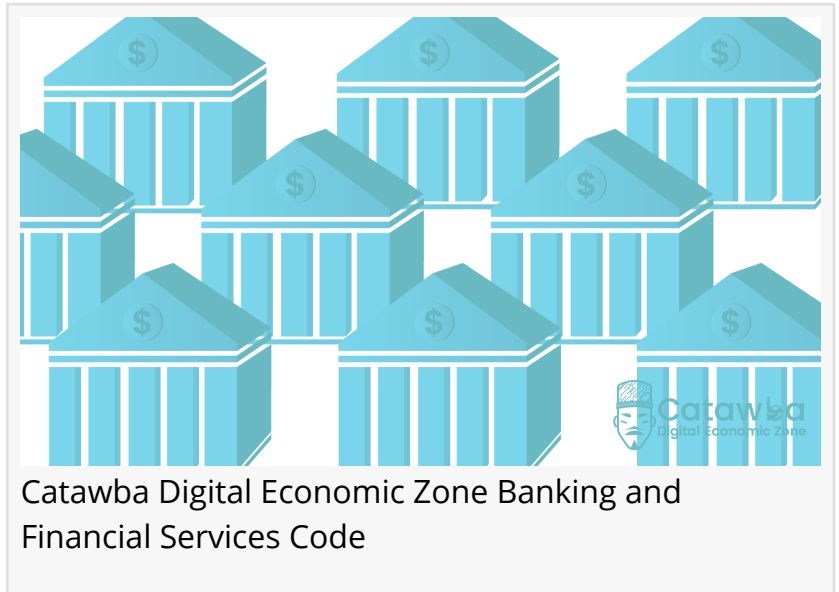 $ $ $
$ $
$ $ $
Catawba
Digital Economic Zone
Catawba Digital Economic Zone Banking and
Financial Services Code